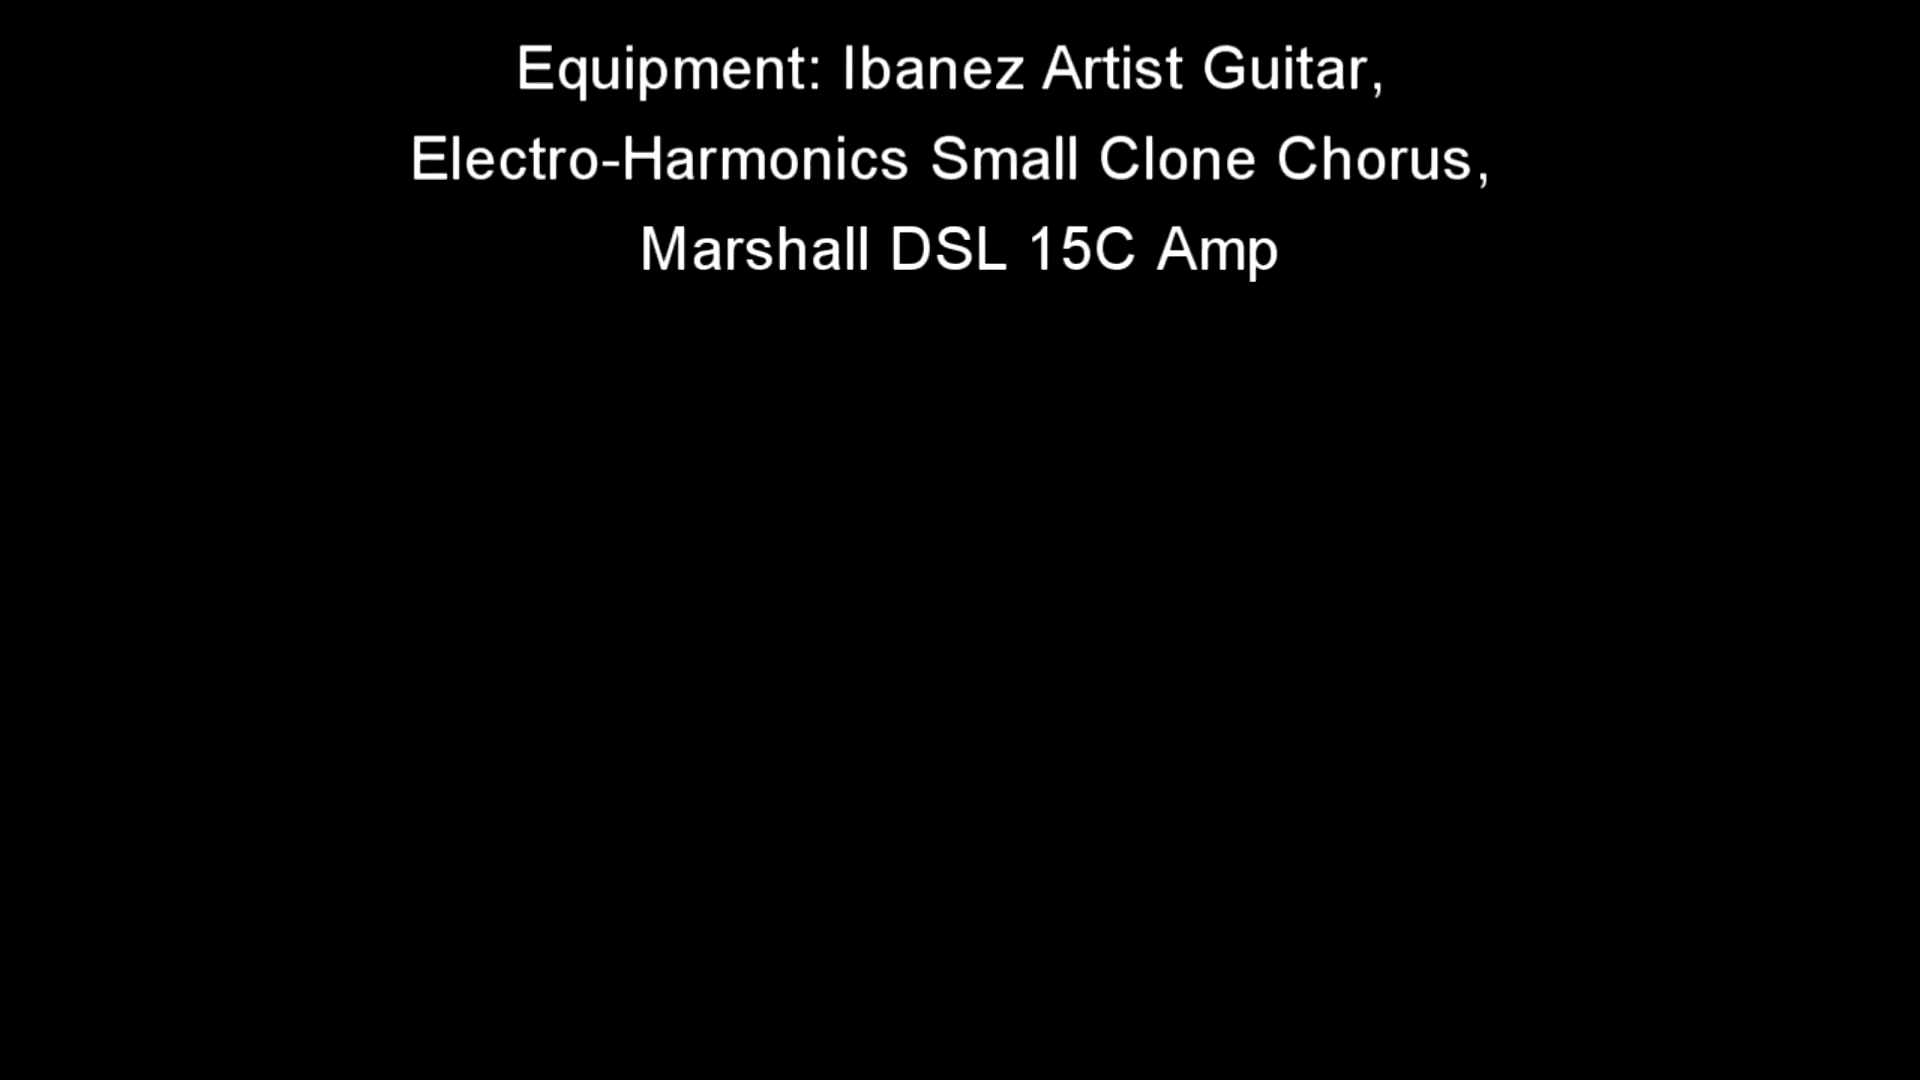 Equipment: Ibanez Artist Guitar,
Electro-Harmonics Small Clone Chorus,
Marshall DSL 15C Amp